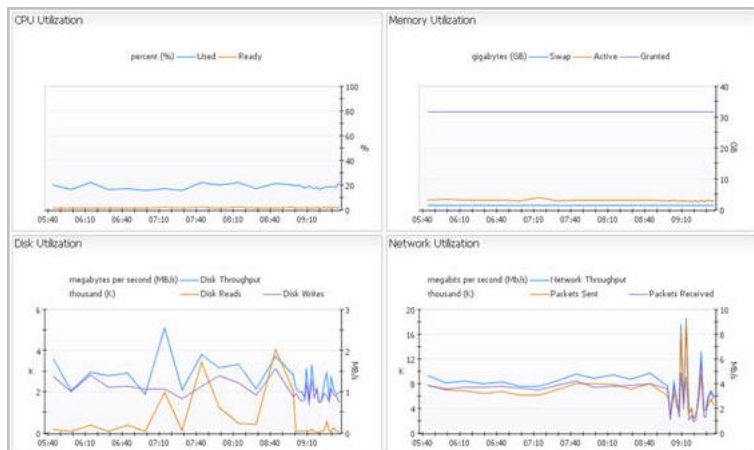 CPU Utilization
percent (%) Used Ready
100
80
60
40
20
0
%
05:40 06:10 06:40 07:10 07:40 08:10 08:40 09:10
Memory Utilization
gigabytes (GB) Swap Active Granted
40
30
20
10
0
GB
05:40 06:10 06:40 07:10 07:40 08:10 08:40 09:10
Disk Utilization
megabytes per second (MB/s) Disk Throughput
thousand (K) Disk Reads Disk Writes
6 3
4 2
2 1
0 0
K MB/s
05:40 06:10 06:40 07:10 07:40 08:10 08:40 09:10
Network Utilization
megabits per second (Mb/s) Network Throughput
thousand (K) Packets Sent Packets Received
20 10
16 8
12 6
8 4
4 2
0 0
K Mb/s
05:40 06:10 06:40 07:10 07:40 08:10 08:40 09:10